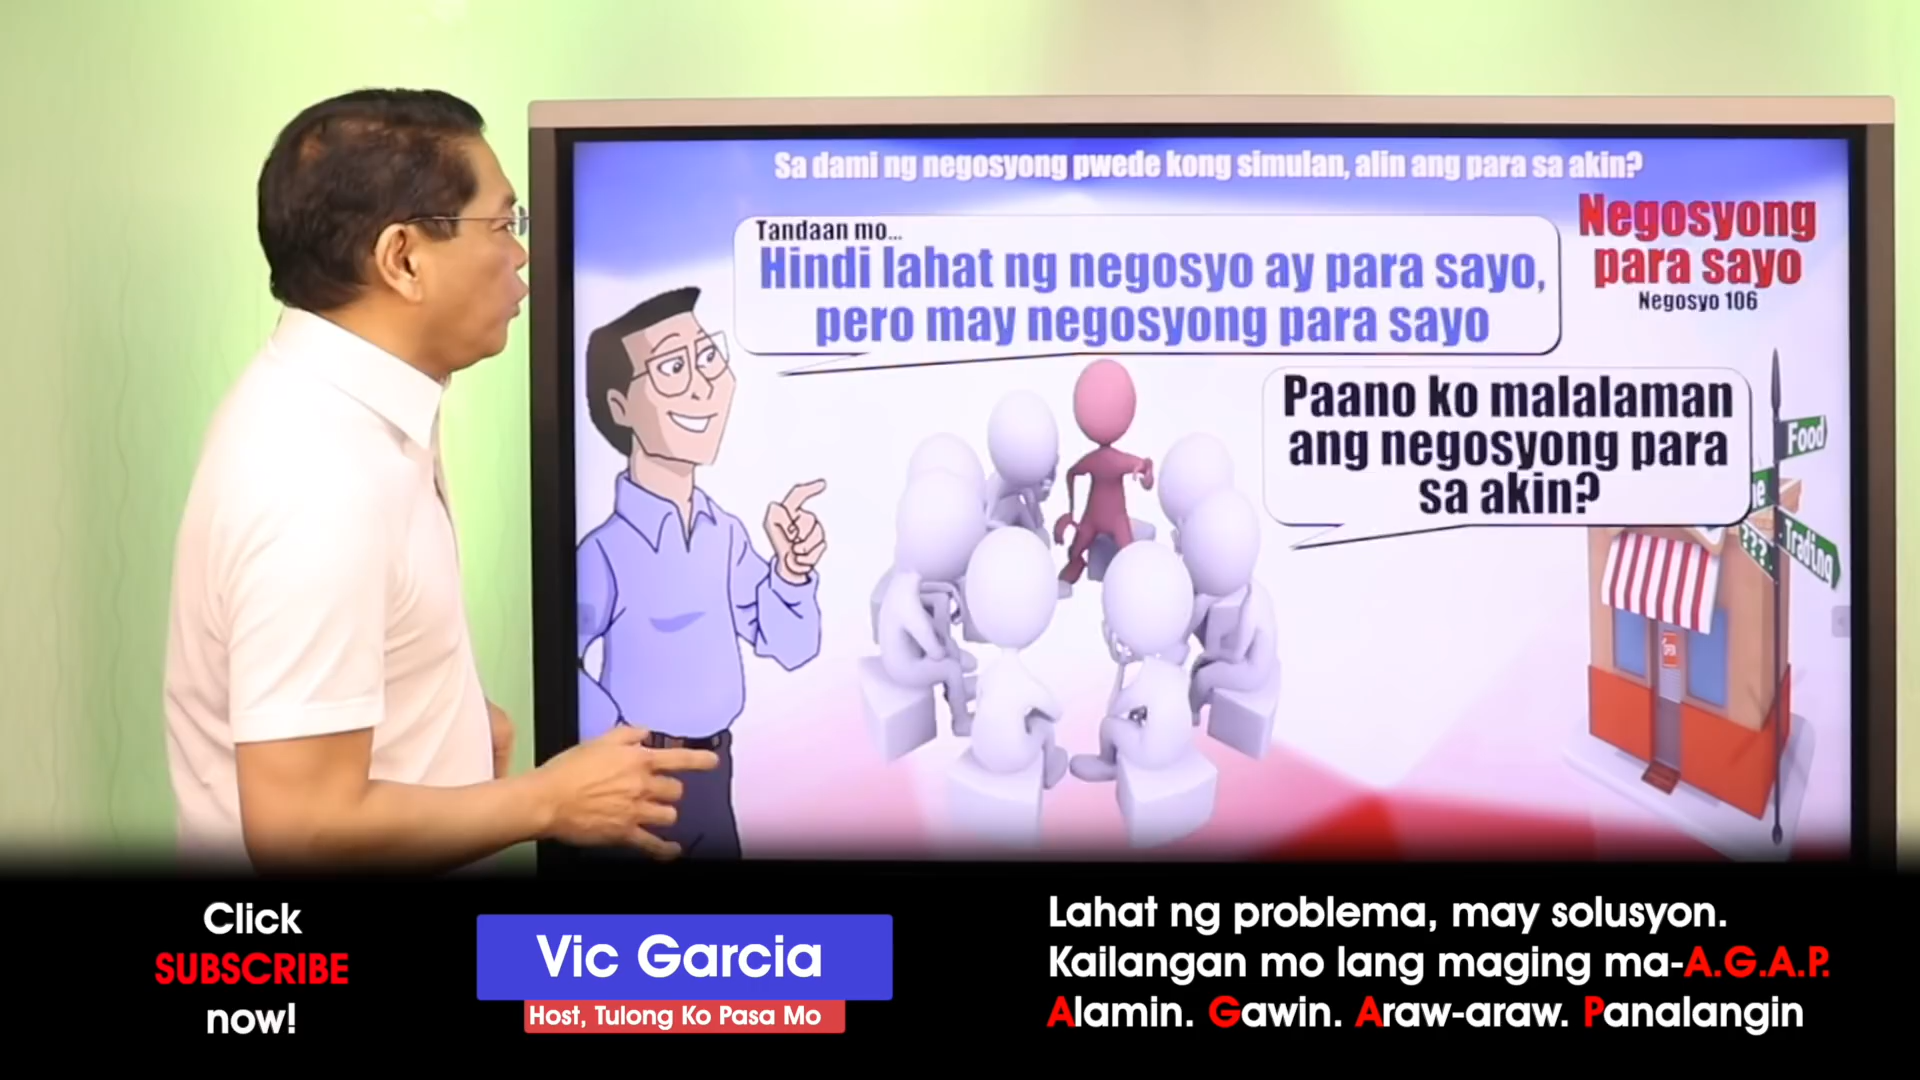 Sa dami ng negosyong pwede kong simulan, alin ang para sa akin?
Negosyong
para sayo
Negosyo 106
Tandaan mo...
Hindi lahat ng negosyo ay para sayo,
pero may negosyong para sayo
Paano ko malalaman
ang negosyong para
sa akin?
Food
???
Trading
OPEN
Click
SUBSCRIBE
now!
Vic Garcia
Host, Tulong Ko Pasa Mo
Lahat ng problema, may solusyon.
Kailangan mo lang maging ma-A.G.A.P.
Alamin. Gawin. Araw-araw. Panalangin